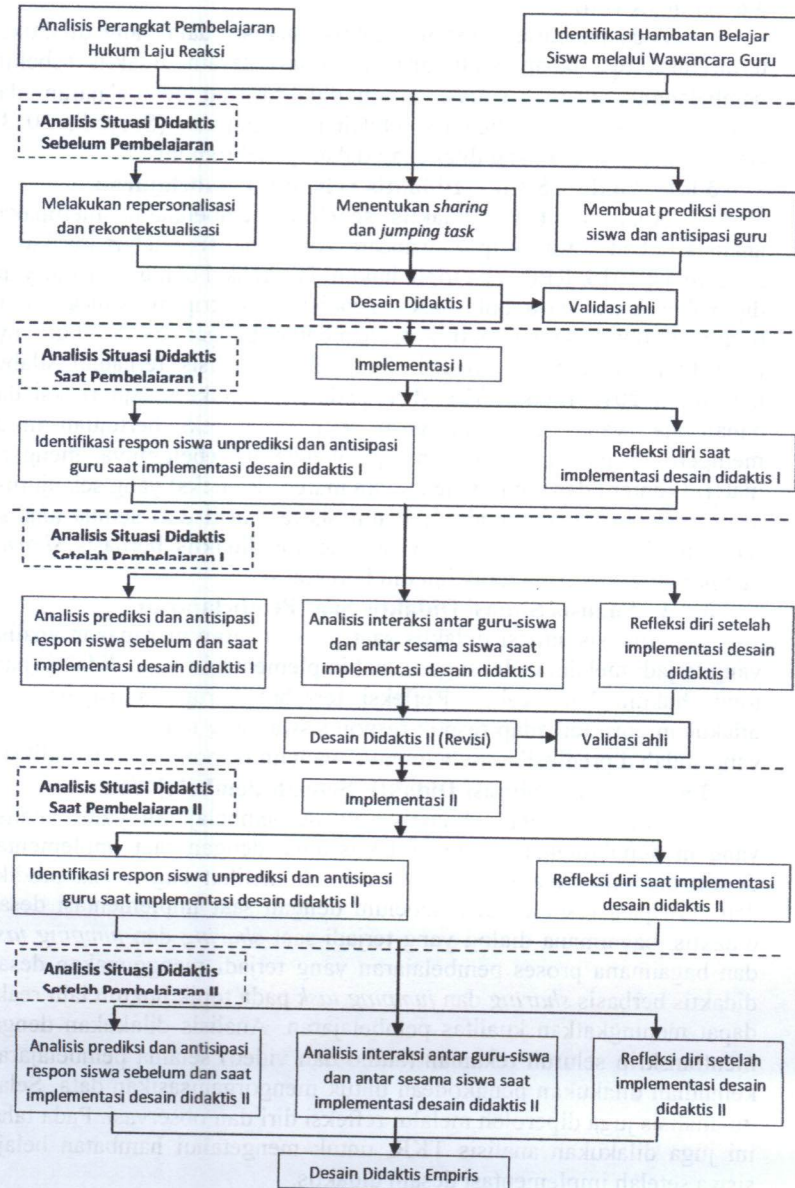 Analisis Perangkat Pembelajaran
Hukum Laju Reaksi
Identifikasi Hambatan Belajar
Siswa melalui Wawancara Guru
Analisis Situasi Didaktis
Sebelum Pembelajaran
Melakukan repersonalisasi
dan rekontekstualisasi
Menentukan sharing
dan jumping task
Membuat prediksi respon
siswa dan antisipasi guru
Desain Didaktis I
Validasi ahli
Analisis Situasi Didaktis
Saat Pembelajaran I
Implementasi I
Identifikasi respon siswa unprediksi dan antisipasi
guru saat implementasi desain didaktis I
Refleksi diri saat
implementasi desain didaktis I
Analisis Situasi Didaktis
Setelah Pembelajaran I
Analisis prediksi dan antisipasi
respon siswa sebelum dan saat
implementasi desain didaktis I
Analisis interaksi antar guru-siswa
dan antar sesama siswa saat
implementasi desain didaktiS I
Refleksi diri setelah
implementasi desain
didaktis I
Desain Didaktis II (Revisi)
Validasi ahli
Analisis Situasi Didaktis
Saat Pembelajaran II
Implementasi II
Identifikasi respon siswa unprediksi dan antisipasi
guru saat implementasi desain didaktis II
Refleksi diri saat implementasi
desain didaktis II
Analisis Situasi Didaktis
Setelah Pembelajaran II
Analisis prediksi dan antisipasi
respon siswa sebelum dan saat
implementasi desain didaktis II
Analisis interaksi antar guru-siswa
dan antar sesama siswa saat
implementasi desain didaktis II
Refleksi diri setelah
implementasi desain
didaktis II
Desain Didaktis Empiris